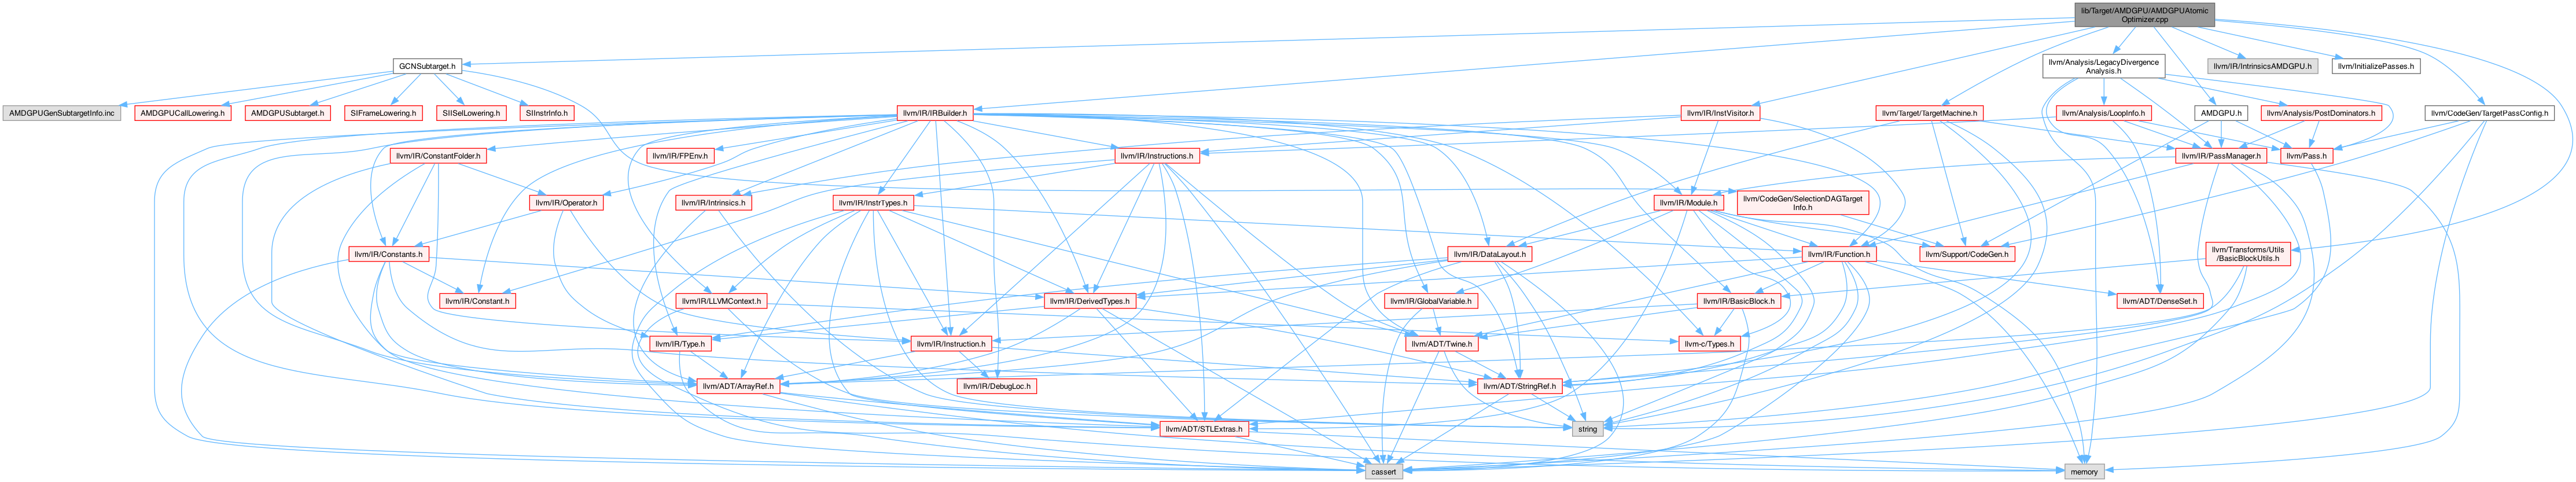 lib/Target/AMDGPU/AMDGPUAtomic
Optimizer.cpp
GCNSubtarget.h
llvm/Analysis/LegacyDivergence
Analysis.h
llvm/IR/IntrinsicsAMDGPU.h
llvm/InitializePasses.h
AMDGPUGenSubtargetInfo.inc
AMDGPUCallLowering.h
AMDGPUSubtarget.h
SIFrameLowering.h
SIISelLowering.h
SIInstrInfo.h
llvm/IR/IRBuilder.h
llvm/IR/InstVisitor.h
llvm/Target/TargetMachine.h
llvm/Analysis/LoopInfo.h
AMDGPU.h
llvm/Analysis/PostDominators.h
llvm/CodeGen/TargetPassConfig.h
llvm/IR/ConstantFolder.h
llvm/IR/FPEnv.h
llvm/IR/Instructions.h
llvm/IR/PassManager.h
llvm/Pass.h
llvm/IR/Operator.h
llvm/IR/Intrinsics.h
llvm/IR/InstrTypes.h
llvm/IR/Module.h
llvm/CodeGen/SelectionDAGTarget
Info.h
llvm/IR/Constants.h
llvm/IR/DataLayout.h
llvm/IR/Function.h
llvm/Support/CodeGen.h
llvm/Transforms/Utils
/BasicBlockUtils.h
llvm/IR/Constant.h
llvm/IR/LLVMContext.h
llvm/IR/DerivedTypes.h
llvm/IR/GlobalVariable.h
llvm/IR/BasicBlock.h
llvm/ADT/DenseSet.h
llvm/IR/Type.h
llvm/IR/Instruction.h
llvm/ADT/Twine.h
llvm-c/Types.h
llvm/ADT/ArrayRef.h
llvm/IR/DebugLoc.h
llvm/ADT/StringRef.h
llvm/ADT/STLExtras.h
string
cassert
memory